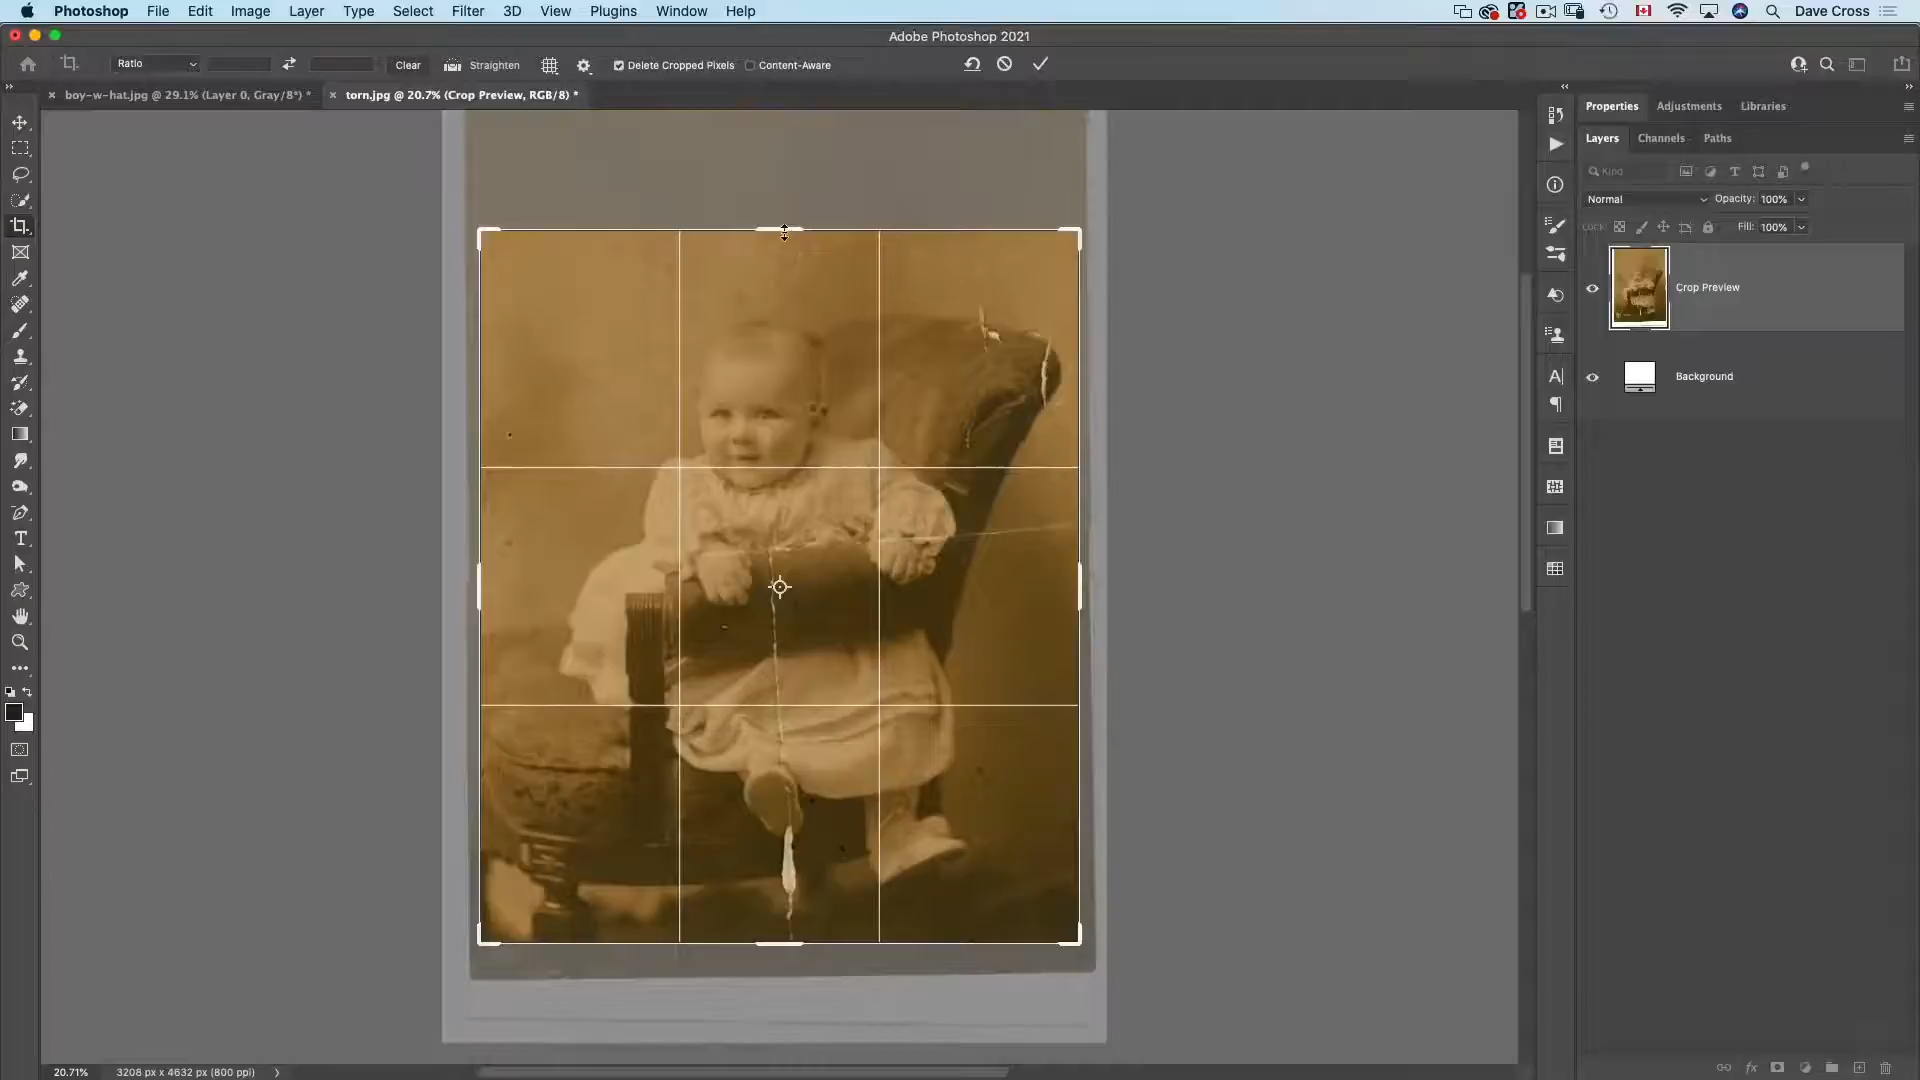 Photoshop File Edit Image Layer Type Select Filter 3D View Plugins Window Help Dave Cross
Adobe Photoshop 2021
Ratio Clear Straighten Delete Cropped Pixels Content-Aware
boy-w-hat.jpg @ 29.1% (Layer 0, Gray/8*) * torn.jpg @ 20.7% (Crop Preview, RGB/8) *
Properties Adjustments Libraries
Layers Channels Paths
Kind
Normal Opacity: 100%
Lock: Fill: 100%
Crop Preview
Background
20.71% 3208 px x 4632 px (800 ppi)